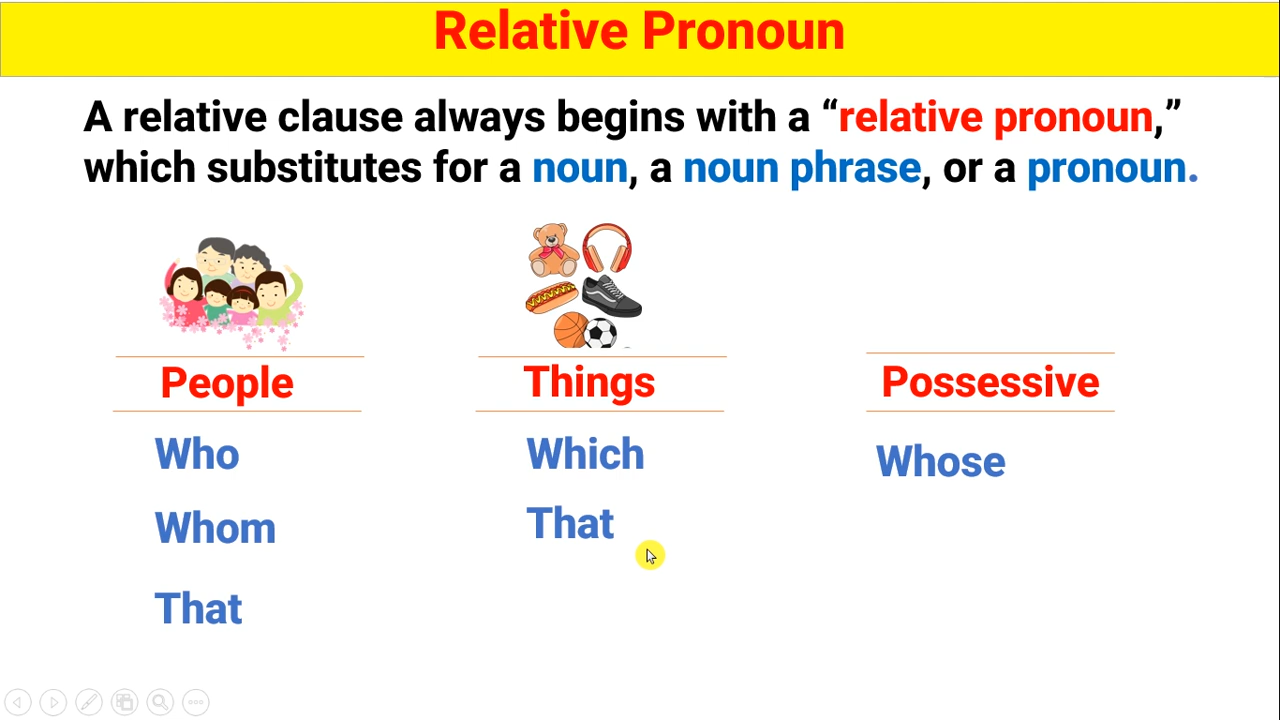 Relative Pronoun
A relative clause always begins with a “relative pronoun,”
which substitutes for a noun, a noun phrase, or a pronoun.
People
Things
Possessive
Who
Which
Whose
Whom
That
That